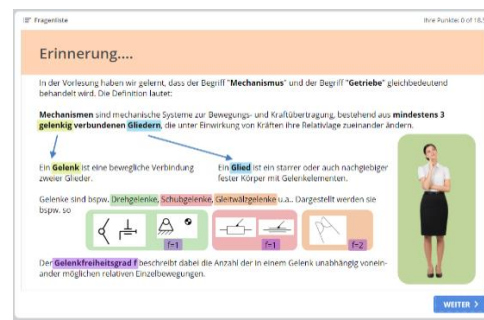 Fragenliste
Ihre Punkte: 0 of 18,5
Erinnerung....
In der Vorlesung haben wir gelernt, dass der Begriff "Mechanismus" und der Begriff "Getriebe" gleichbedeutend
behandelt wird. Die Definition lautet:
Mechanismen sind mechanische Systeme zur Bewegungs- und Kraftübertragung, bestehend aus mindestens 3
gelenkig verbundenen Gliedern, die unter Einwirkung von Kräften ihre Relativlage zueinander ändern.
Ein Gelenk ist eine bewegliche Verbindung
zweier Glieder.
Ein Glied ist ein starrer oder auch nachgiebiger
fester Körper mit Gelenkelementen.
Gelenke sind bspw. Drehgelenke, Schubgelenke, Gleitwälzgelenke u.a.. Dargestellt werden sie
bspw. so
f=1
f=1
f=2
Der Gelenkfreiheitsgrad f beschreibt dabei die Anzahl der in einem Gelenk unabhängig vonein-
ander möglichen relativen Einzelbewegungen.
WEITER >